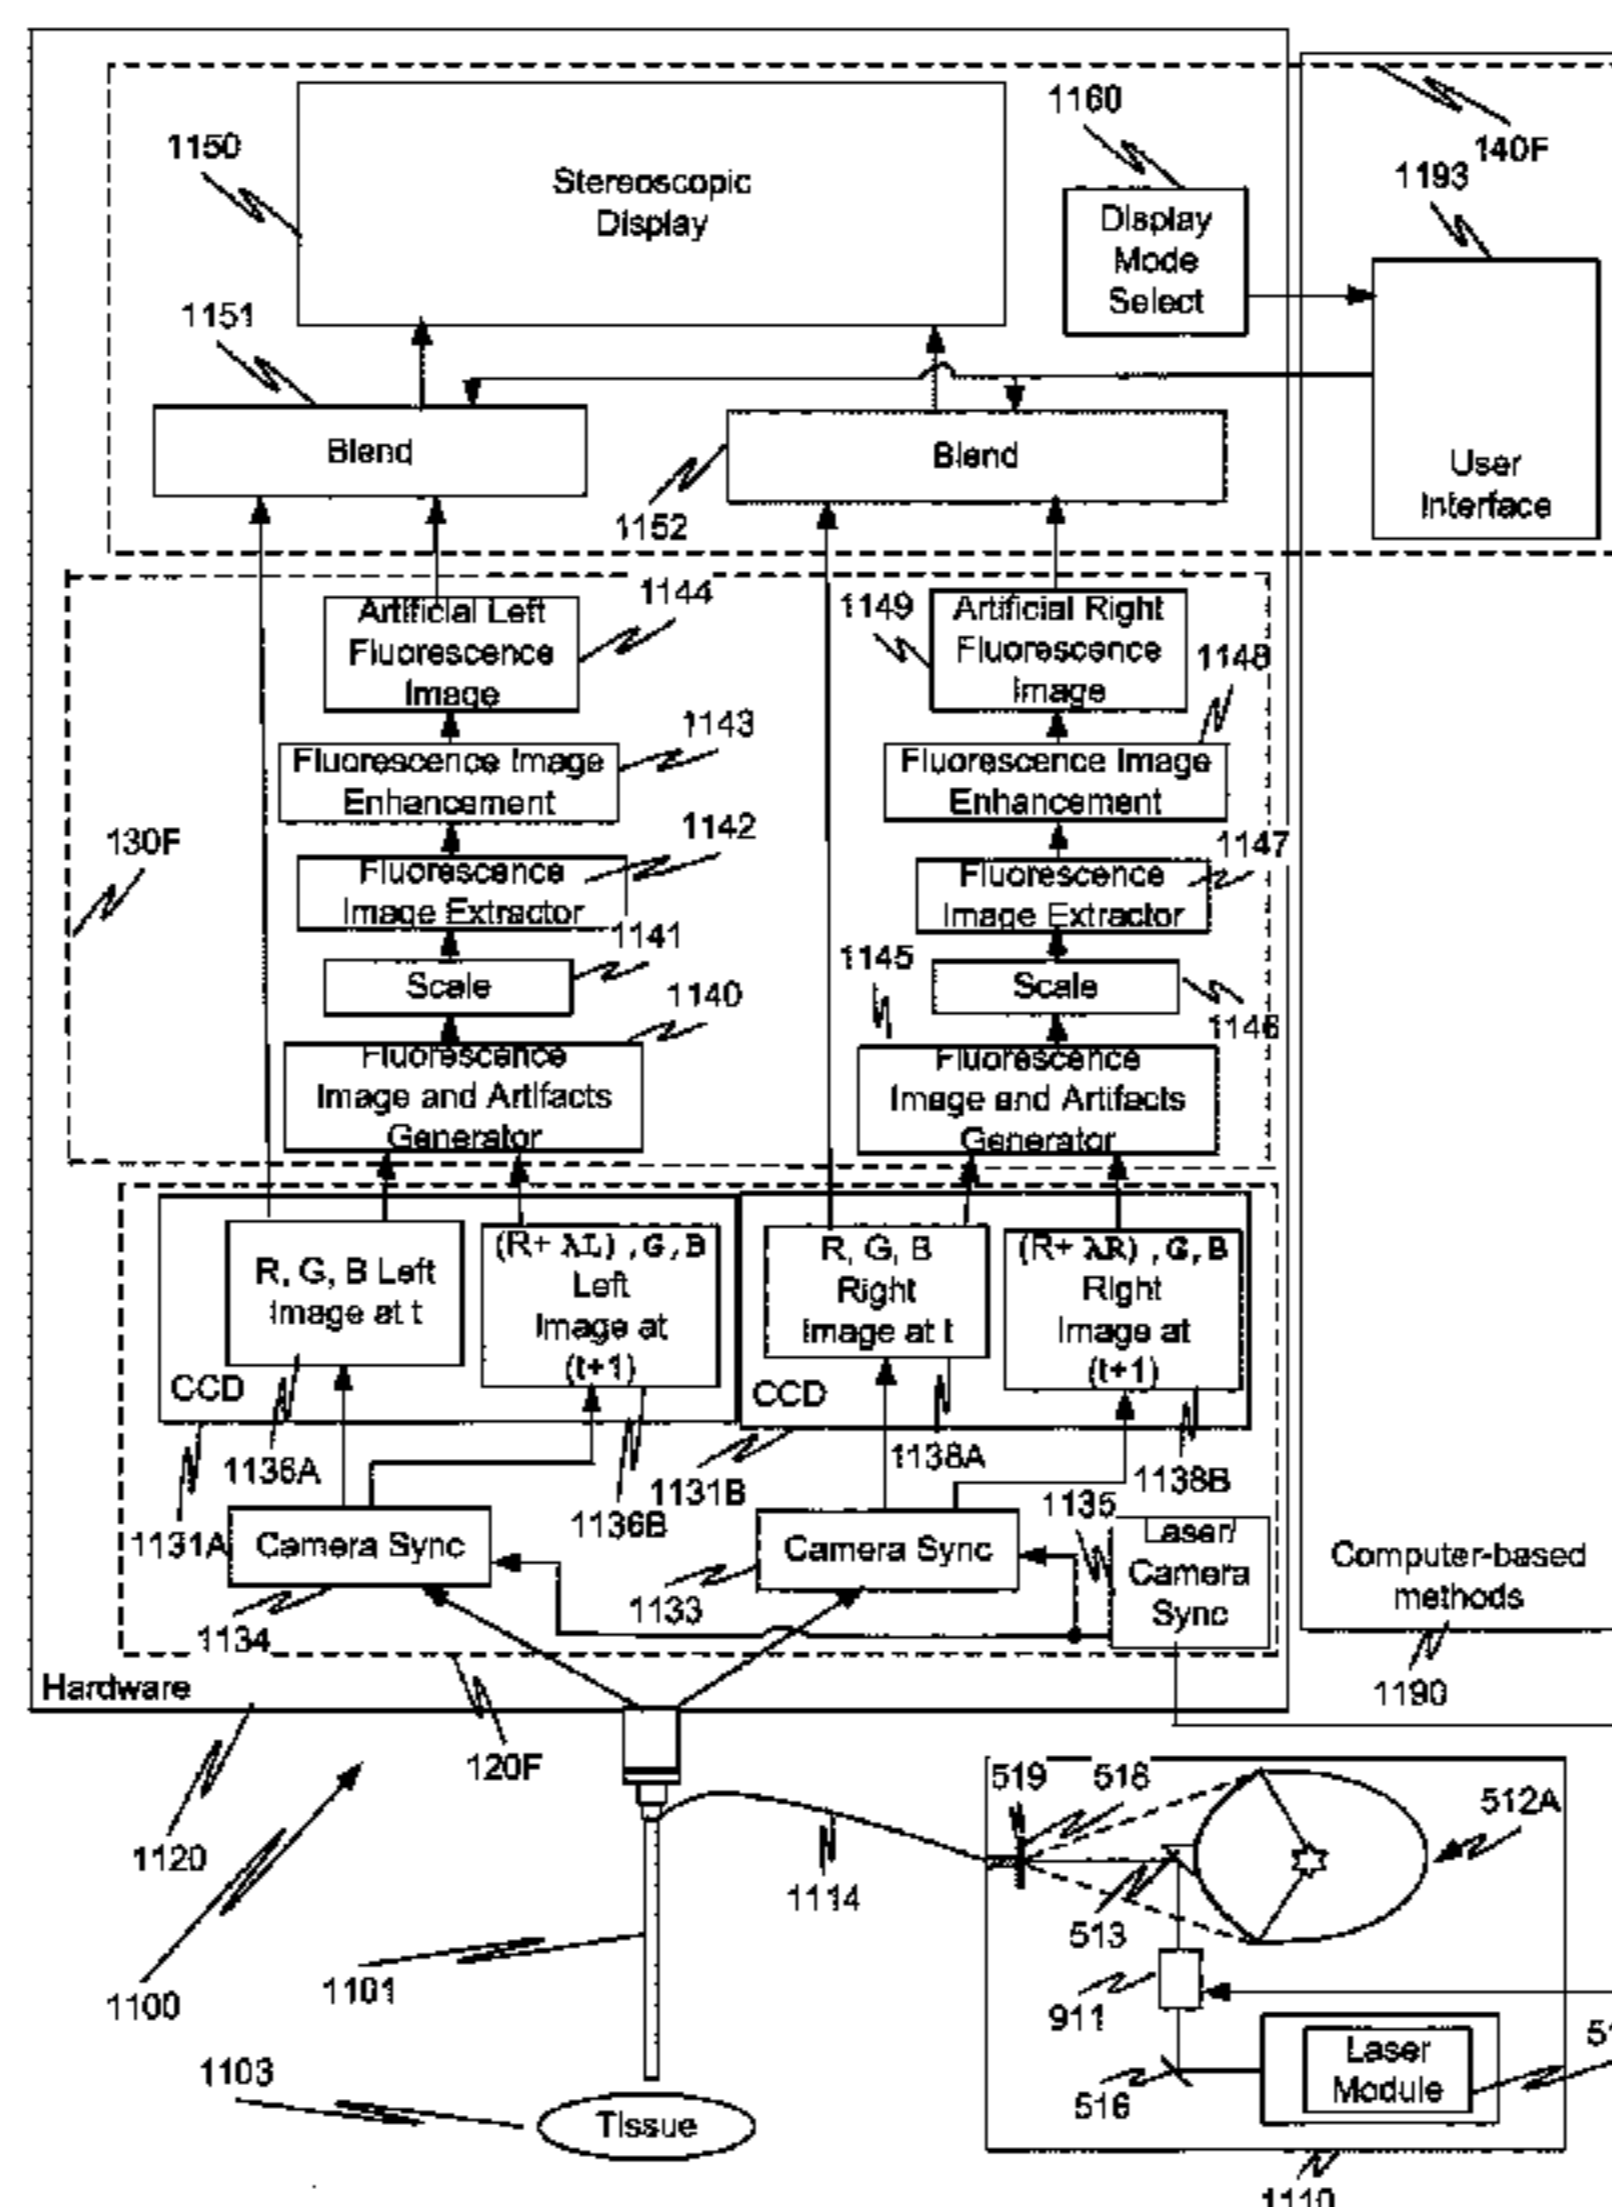 1160
140F
1150
Stereoscopic
Display
1193
Display
Mode
Select
1151
Blend
Blend
User
Interface
1152
1144
Artificial Left
Fluorescence
Image
1149
Artificial Right
Fluorescence
Image
1148
1143
Fluorescence Image
Enhancement
Fluorescence Image
Enhancement
130F
1142
Fluorescence
Image Extractor
1147
Fluorescence
Image Extractor
1141
Scale
1145
Scale
1140
1146
Fluorescence
Image and Artifacts
Generator
Fluorescence
Image and Artifacts
Generator
R, G, B Left
Image at t
(R+ λL) , G, B
Left
Image at
(t+1)
R, G, B
Right
Image at t
(R+ λR) , G, B
Right
Image at
(t+1)
CCD
CCD
1136A
1131B
1138A
1138B
1131A
1136B
1135
Camera Sync
Camera Sync
Laser/
Camera
Sync
Computer-based
methods
1134
1133
Hardware
1190
120F
1120
519
518
512A
1114
513
1100
1101
911
Laser
Module
51
516
1103
Tissue
1110